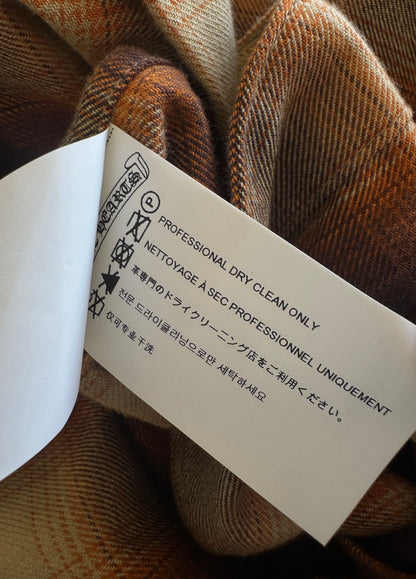 HEARTS
P
PROFESSIONAL DRY CLEAN ONLY
NETTOYAGE À SEC PROFESSIONNEL UNIQUEMENT
革専門のドライクリーニング店をご利用ください。
전문 드라이클리닝으로만 세탁하세요
仅可专业干洗